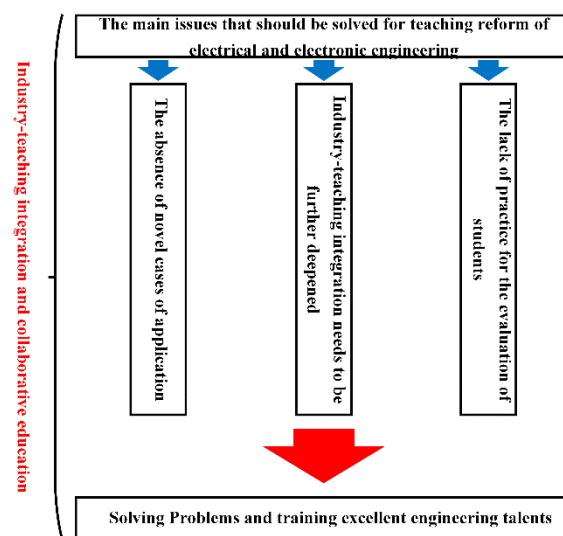 The main issues that should be solved for teaching reform of
electrical and electronic engineering
Industry-teaching integration and collaborative education
The absence of novel cases of application
Industry-teaching integration needs to be
further deepened
The lack of practice for the evaluation of
students
Solving Problems and training excellent engineering talents